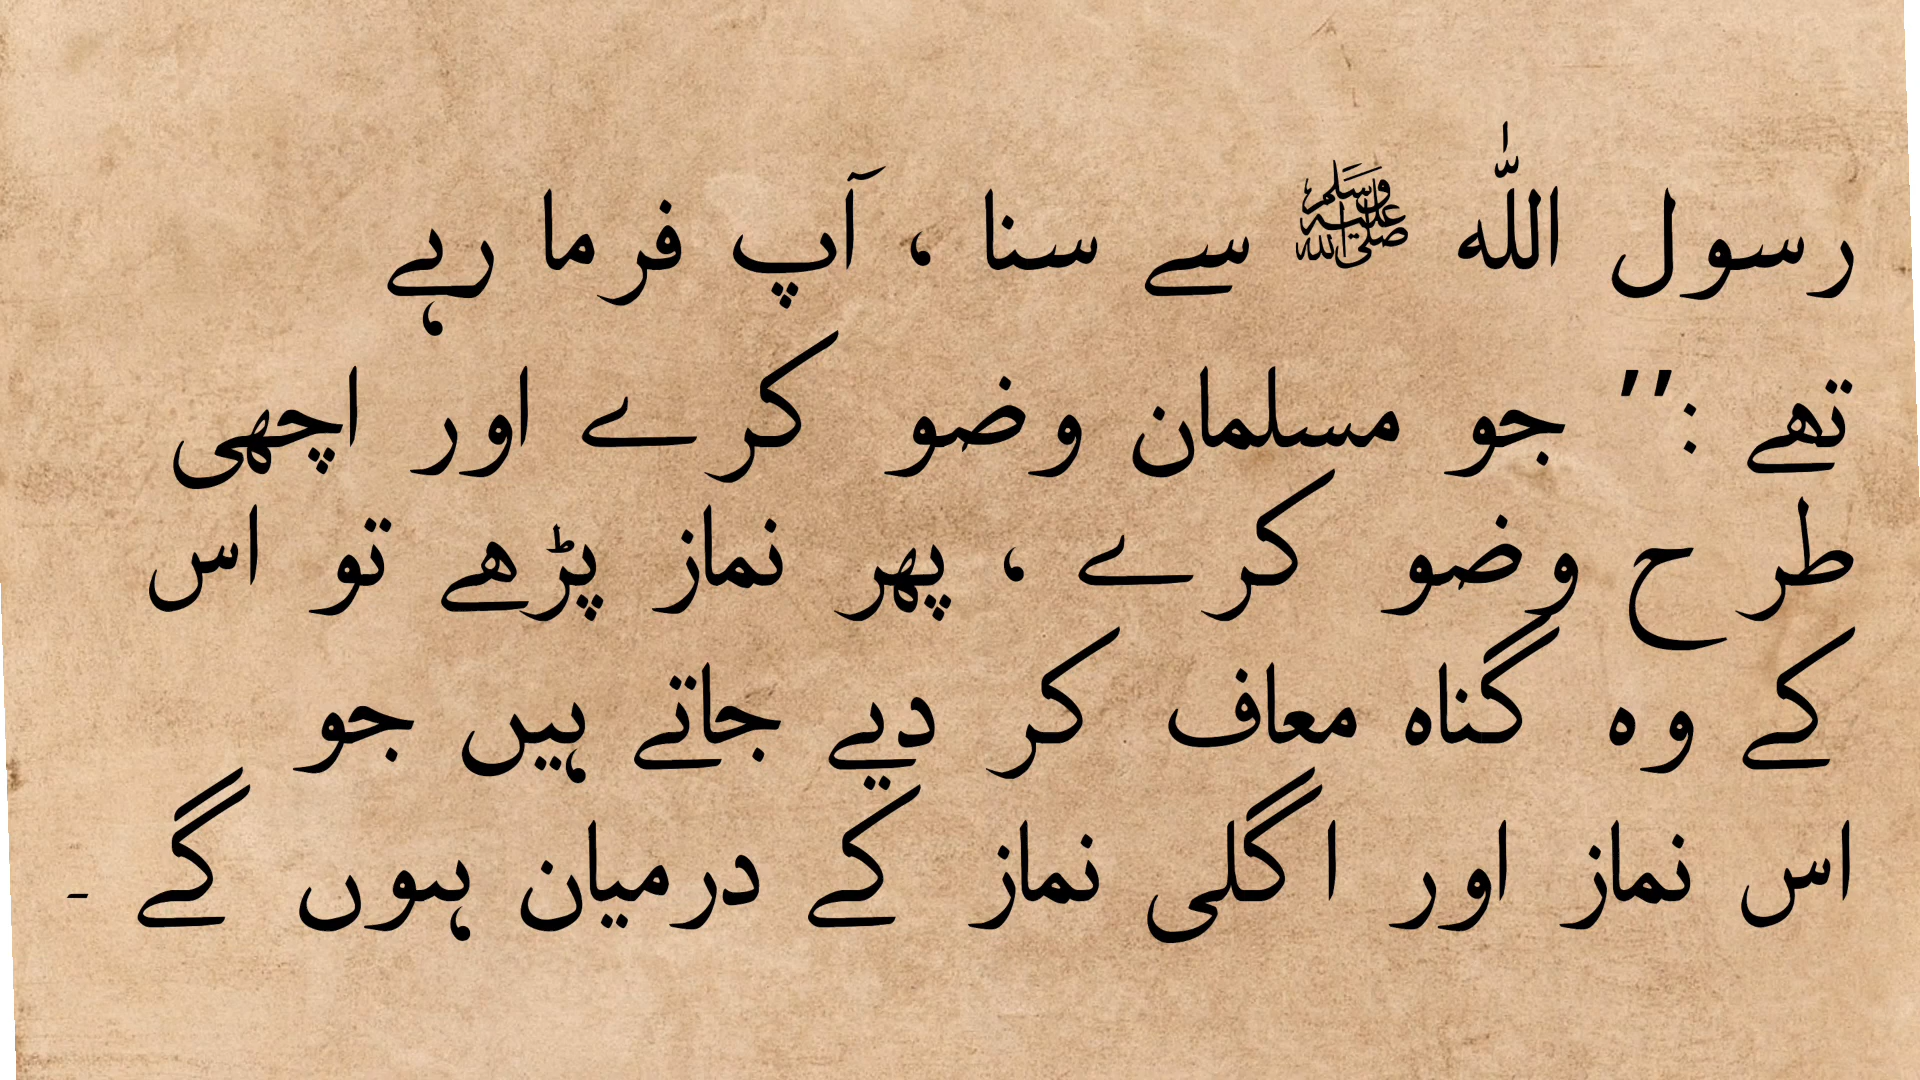 رسول اللہ ﷺ سے سنا ، آپ فرما رہے
تھے :’’ جو مسلمان وضو کرے اور اچھی
طرح وضو کرے ، پھر نماز پڑھے تو اس
کے وہ گناہ معاف کر دیے جاتے ہیں جو
اس نماز اور اگلی نماز کے درمیان ہوں گے ۔